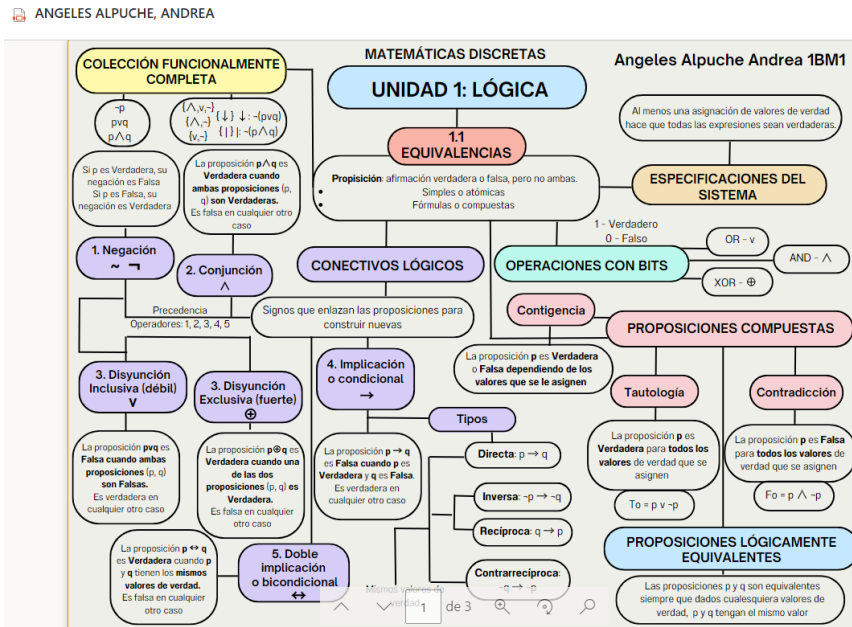 ANGELES ALPUCHE, ANDREA
MATEMÁTICAS DISCRETAS
Angeles Alpuche Andrea 1BM1
UNIDAD 1: LÓGICA
COLECCIÓN FUNCIONALMENTE
COMPLETA
¬p
pvq
p∧q
{∧,v,¬}
{∧,¬}
{v,¬}
{↓} ↓: ¬(pvq)
{|} |: ¬(p∧q)
1.1
EQUIVALENCIAS
Propisición: afirmación verdadera o falsa, pero no ambas.
• Simples o atómicas
• Fórmulas o compuestas
Al menos una asignación de valores de verdad
hace que todas las expresiones sean verdaderas.
ESPECIFICACIONES DEL
SISTEMA
Si p es Verdadera, su
negación es Falsa
Si p es Falsa, su
negación es Verdadera
La proposición p∧q es
Verdadera cuando
ambas proposiciones (p,
q) son Verdaderas.
Es falsa en cualquier otro
caso
1. Negación
~ ¬
2. Conjunción
∧
CONECTIVOS LÓGICOS
1 - Verdadero
0 - Falso
OPERACIONES CON BITS
OR - v
AND - ∧
XOR - ⊕
Precedencia
Operadores: 1, 2, 3, 4, 5
Signos que enlazan las proposiciones para
construir nuevas
Contigencia
PROPOSICIONES COMPUESTAS
La proposición p es Verdadera
o Falsa dependiendo de los
valores que se le asignen
3. Disyunción
Inclusiva (débil)
v
3. Disyunción
Exclusiva (fuerte)
⊕
4. Implicación
o condicional
→
Tautología
Contradicción
Tipos
La proposición pvq es
Falsa cuando ambas
proposiciones (p, q)
son Falsas.
Es verdadera en
cualquier otro caso
La proposición p⊕q es
Verdadera cuando una
de las dos
proposiciones (p, q) es
Verdadera.
Es falsa en cualquier
otro caso
La proposición p → q
es Falsa cuando p es
Verdadera y q es Falsa.
Es verdadera en
cualquier otro caso
Directa: p → q
Inversa: ¬p → ¬q
Recíproca: q → p
Contrarrecíproca:
¬q → ¬p
La proposición p es
Verdadera para todos los
valores de verdad que se
asignen
La proposición p es Falsa
para todos los valores de
verdad que se asignen
To = p v ¬p
Fo = p ∧ ¬p
PROPOSICIONES LÓGICAMENTE
EQUIVALENTES
La proposición p ↔ q
es Verdadera cuando p
y q tienen los mismos
valores de verdad.
Es falsa en cualquier
otro caso
5. Doble
implicación
o bicondicional
↔
Mismos valores de
verdad
Las proposiciones p y q son equivalentes
siempre que dados cualesquiera valores de
verdad, p y q tengan el mismo valor
1 de 3